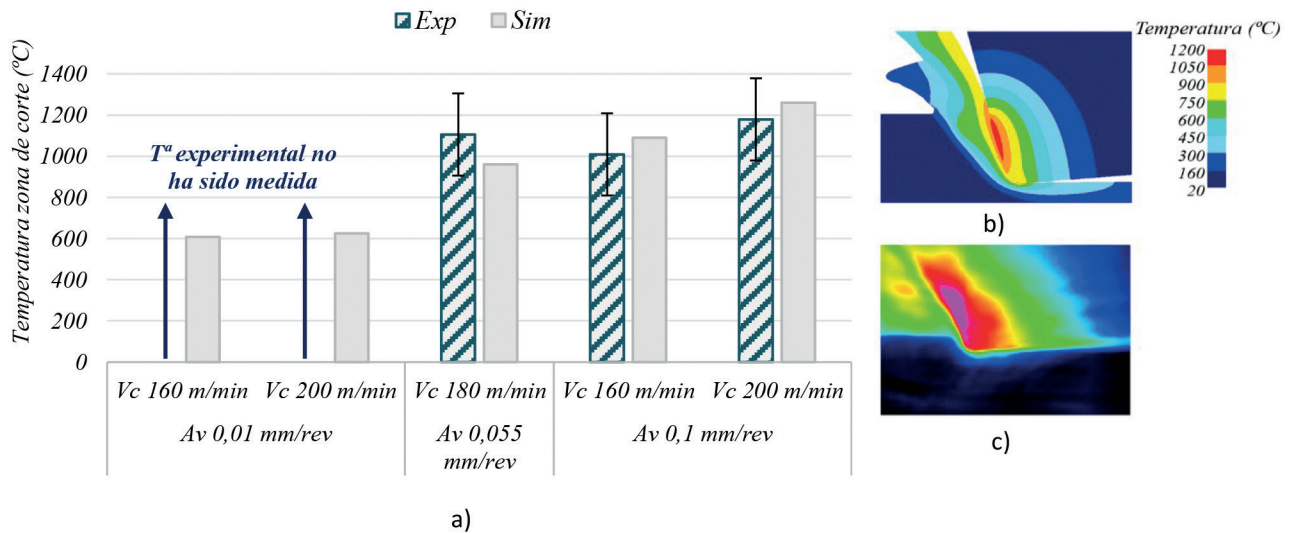 Exp Sim
Temperatura zona de corte (ºC)
1400
1200
1000
800
600
400
200
0
Tª experimental no
ha sido medida
Vc 160 m/min Vc 200 m/min Vc 180 m/min Vc 160 m/min Vc 200 m/min
Av 0,01 mm/rev Av 0,055 Av 0,1 mm/rev
mm/rev
a)
Temperatura (ºC)
1200
1050
900
750
600
450
300
160
20
b)
c)